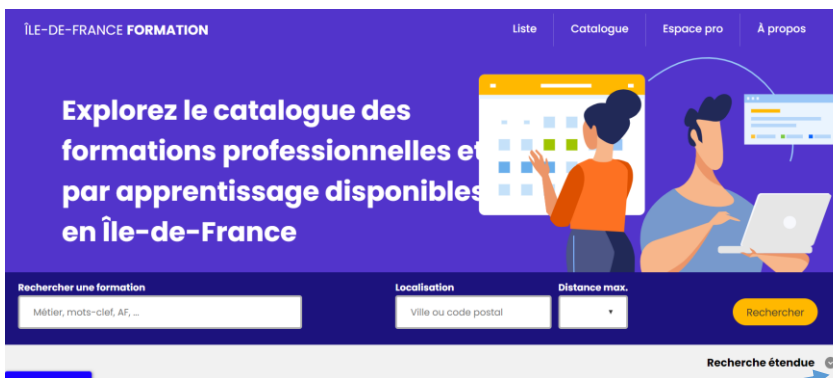 ÎLE-DE-FRANCE FORMATION
Liste
Catalogue
Espace pro
À propos
Explorez le catalogue des
formations professionnelles et
par apprentissage disponibles
en Île-de-France
Rechercher une formation
Localisation
Distance max.
Métier, mots-clef, AF, ...
Ville ou code postal
Rechercher
Recherche étendue